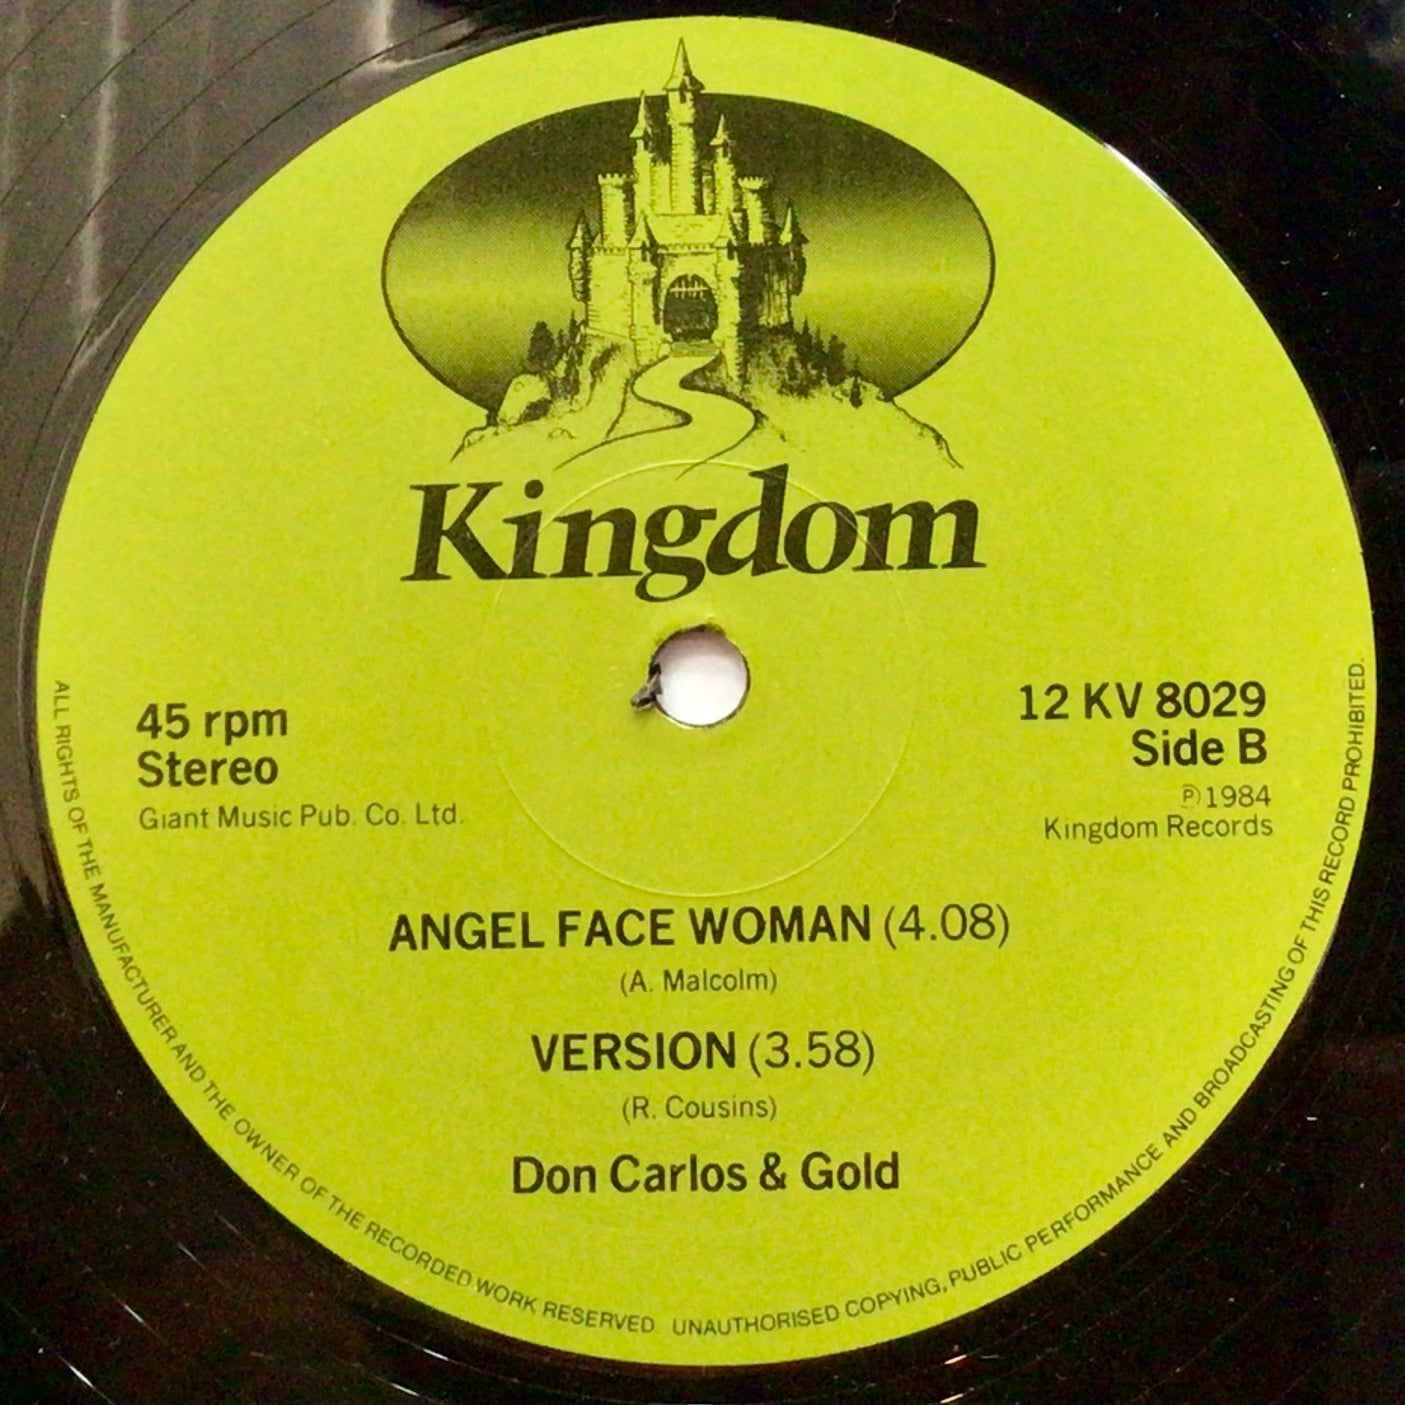 Kingdom
45 rpm
Stereo
Giant Music Pub. Co. Ltd.
12 KV 8029
Side B
℗ 1984
Kingdom Records
ANGEL FACE WOMAN (4.08)
(A. Malcolm)
VERSION (3.58)
(R. Cousins)
Don Carlos & Gold
ALL RIGHTS OF THE MANUFACTURER AND THE OWNER OF THE RECORDED WORK RESERVED UNAUTHORISED COPYING, PUBLIC PERFORMANCE AND BROADCASTING OF THIS RECORD PROHIBITED.